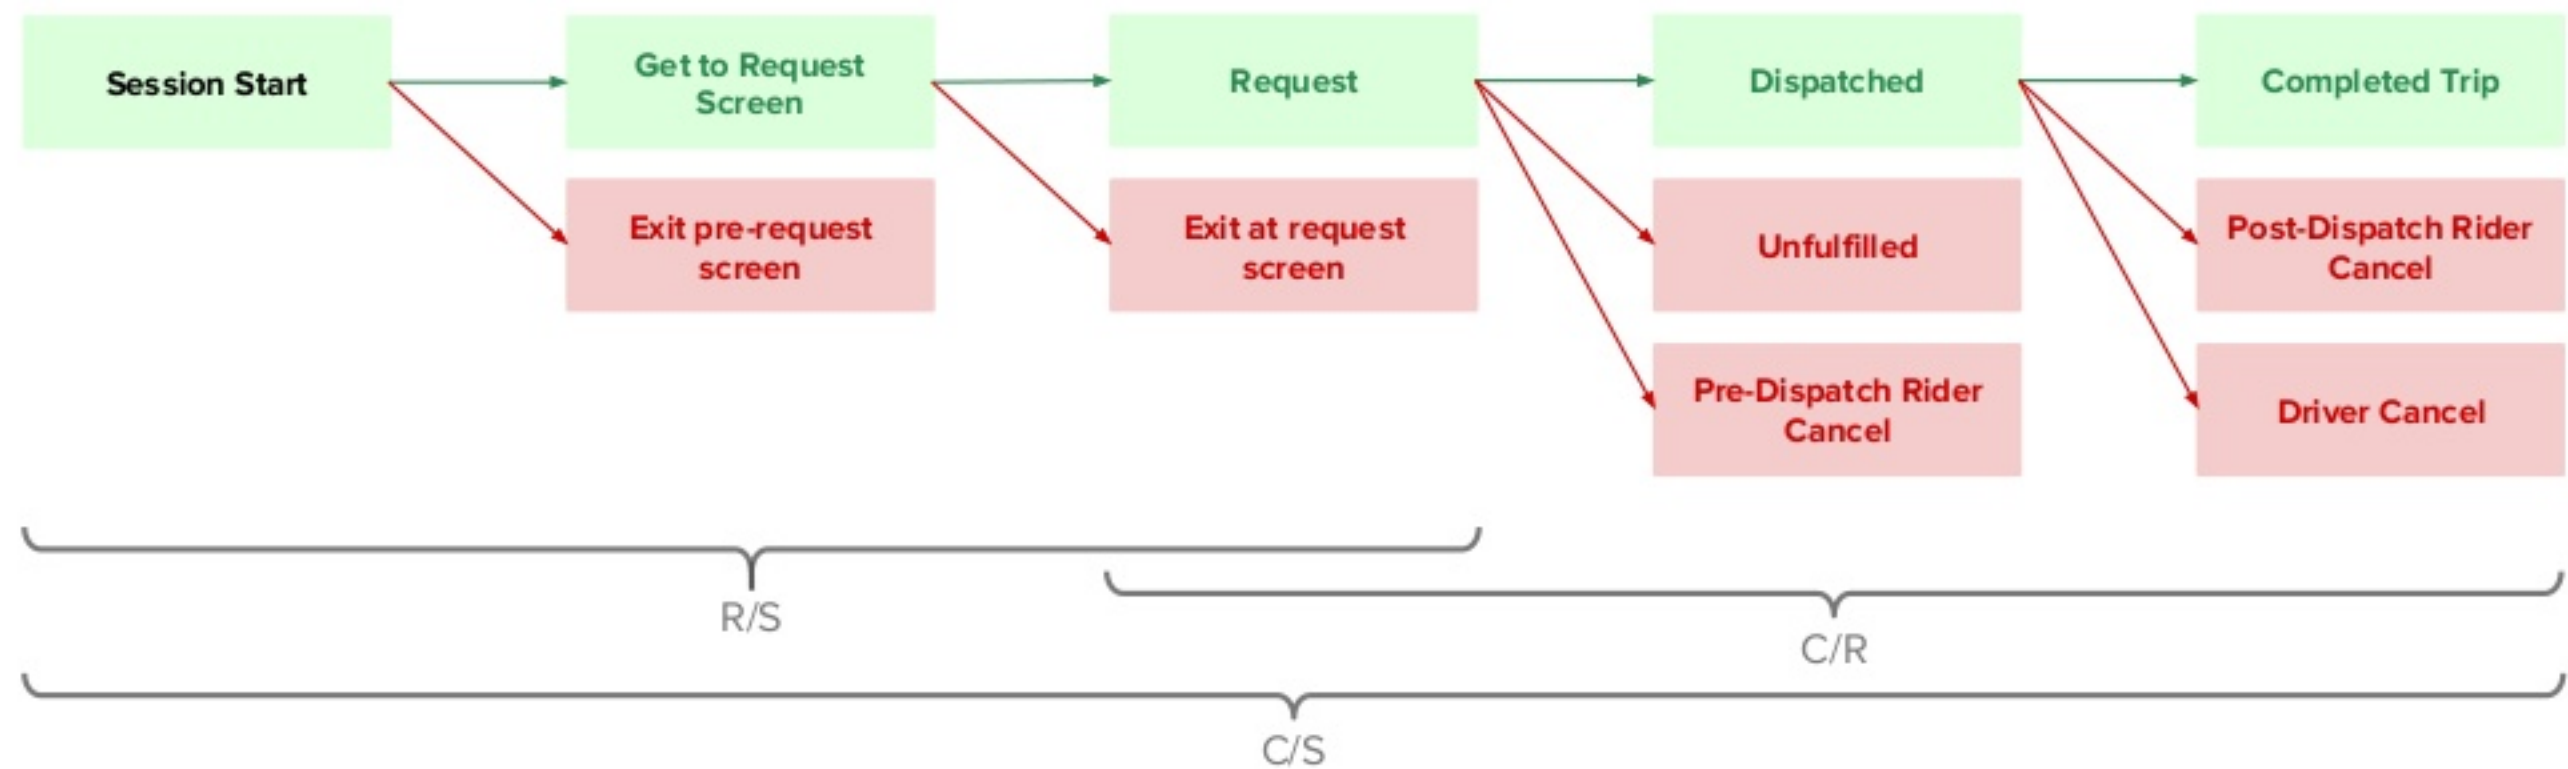 Session Start
Get to Request
Screen
Request
Dispatched
Completed Trip
Exit pre-request
screen
Exit at request
screen
Unfulfilled
Post-Dispatch Rider
Cancel
Pre-Dispatch Rider
Cancel
Driver Cancel
R/S
C/R
C/S